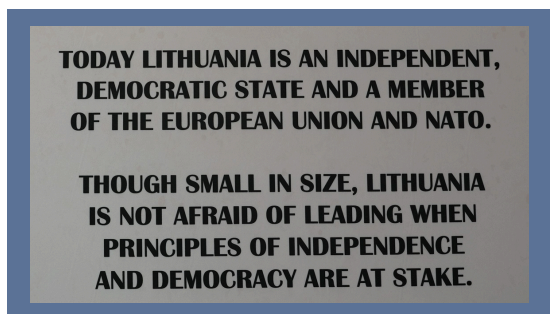 TODAY LITHUANIA IS AN INDEPENDENT,
DEMOCRATIC STATE AND A MEMBER
OF THE EUROPEAN UNION AND NATO.
THOUGH SMALL IN SIZE, LITHUANIA
IS NOT AFRAID OF LEADING WHEN
PRINCIPLES OF INDEPENDENCE
AND DEMOCRACY ARE AT STAKE.